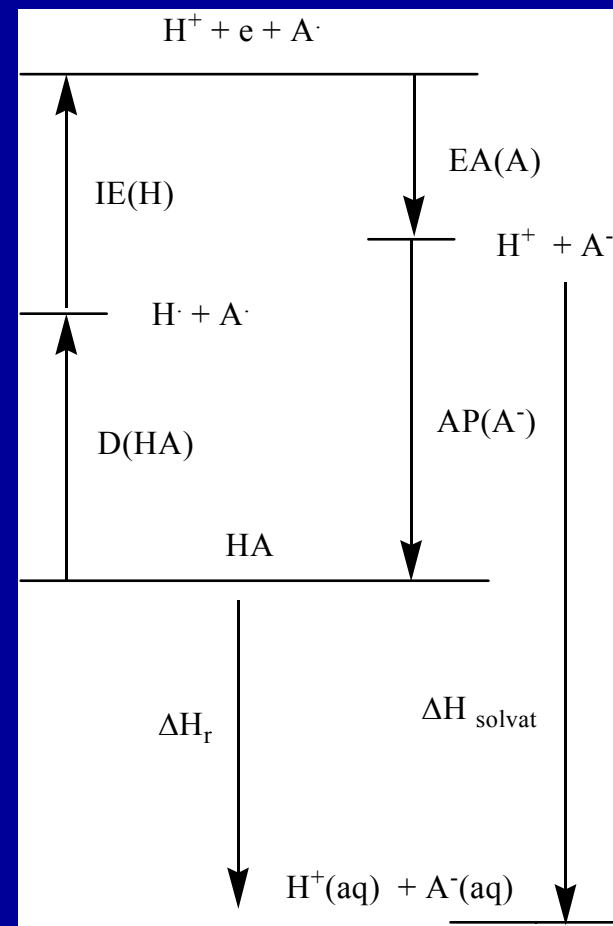 H⁺ + e + A·
EA(A)
IE(H)
H⁺ + A⁻
H· + A·
AP(A⁻)
D(HA)
HA
ΔH solvat
ΔHᵣ
H⁺(aq) + A⁻(aq)